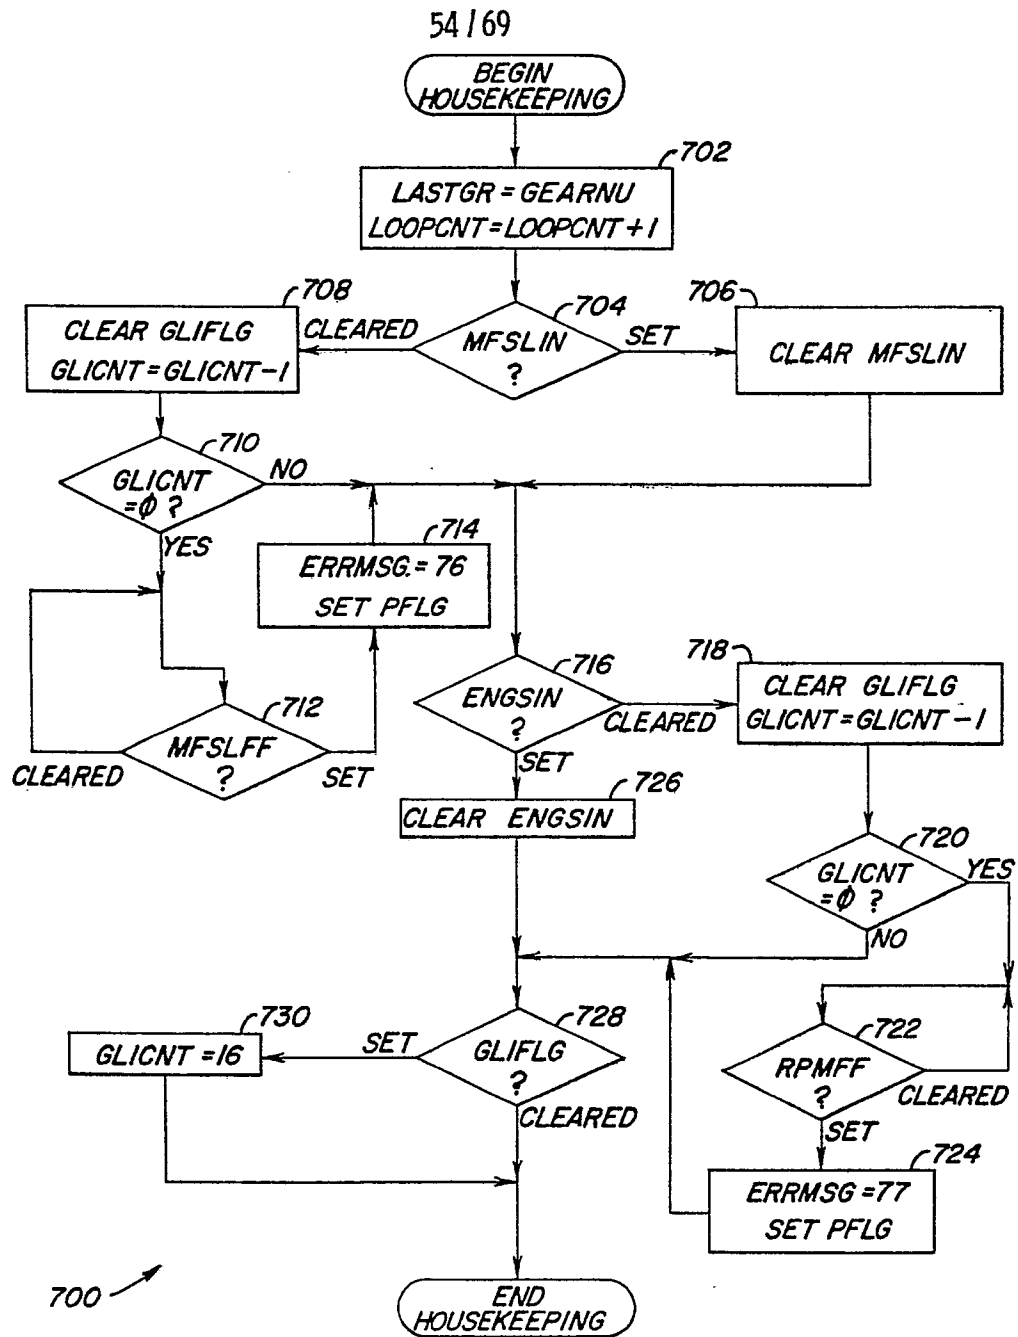 54/69
BEGIN
HOUSEKEEPING
702
LASTGR = GEARNU
LOOPCNT = LOOPCNT + 1
704
MFSLIN
?
CLEARED
SET
708
CLEAR GLIFLG
GLICNT = GLICNT - 1
706
CLEAR MFSLIN
710
GLICNT
=ϕ ?
NO
YES
714
ERRMSG. = 76
SET PFLG
712
MFSLFF
?
CLEARED
SET
716
ENGSIN
?
CLEARED
SET
718
CLEAR GLIFLG
GLICNT = GLICNT - 1
726
CLEAR ENGSIN
720
GLICNT
=ϕ ?
YES
NO
722
RPMFF
?
CLEARED
SET
724
ERRMSG = 77
SET PFLG
728
GLIFLG
?
SET
CLEARED
730
GLICNT = 16
700
END
HOUSEKEEPING